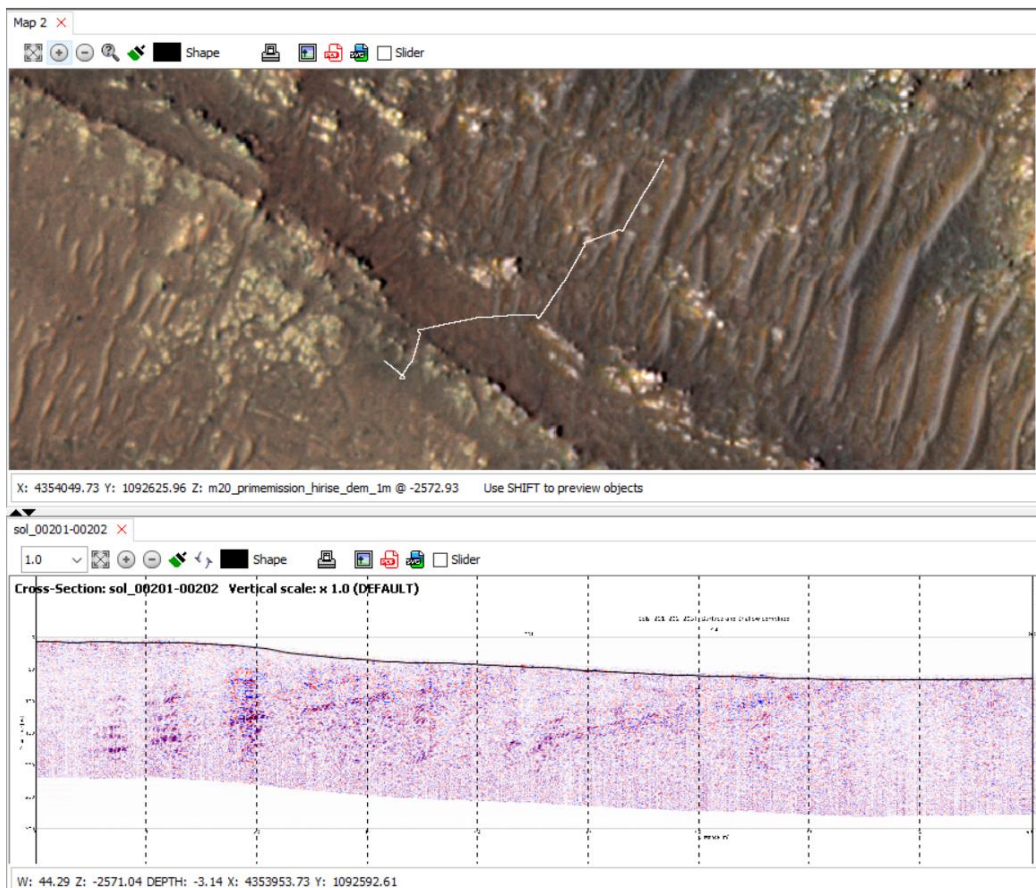 Map 2
Shape
Slider
X: 4354049.73 Y: 1092625.96 Z: m20_primemission_hirise_dem_1m @ -2572.93 Use SHIFT to preview objects
sol_00201-00202
1.0
Shape
Slider
Cross-Section: sol_00201-00202 Vertical scale: x 1.0 (DEFAULT)
W: 44.29 Z: -2571.04 DEPTH: -3.14 X: 4353953.73 Y: 1092592.61